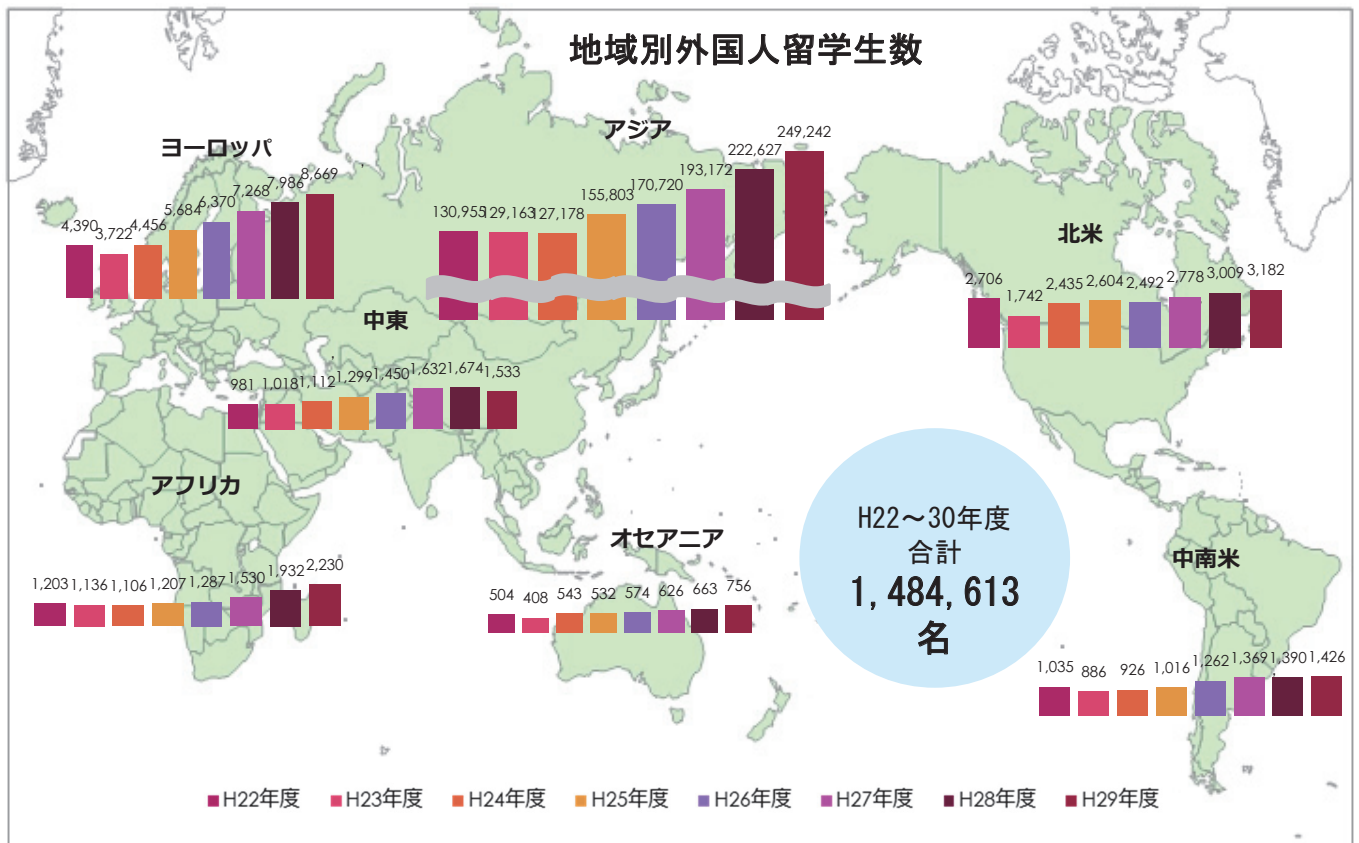 地域別外国人留学生数
ヨーロッパ
4,390 3,722 4,456 5,684 6,370 7,268 7,986 8,669
アジア
130,955 129,163 127,178 155,803 170,720 193,172 222,627 249,242
北米
2,706 1,742 2,435 2,604 2,492 2,778 3,009 3,182
中東
981 1,018 1,112 1,299 1,450 1,632 1,674 1,533
アフリカ
1,203 1,136 1,106 1,207 1,287 1,530 1,932 2,230
オセアニア
504 408 543 532 574 626 663 756
H22～30年度
合計
1,484,613
名
中南米
1,035 886 926 1,016 1,262 1,369 1,390 1,426
H22年度 H23年度 H24年度 H25年度 H26年度 H27年度 H28年度 H29年度